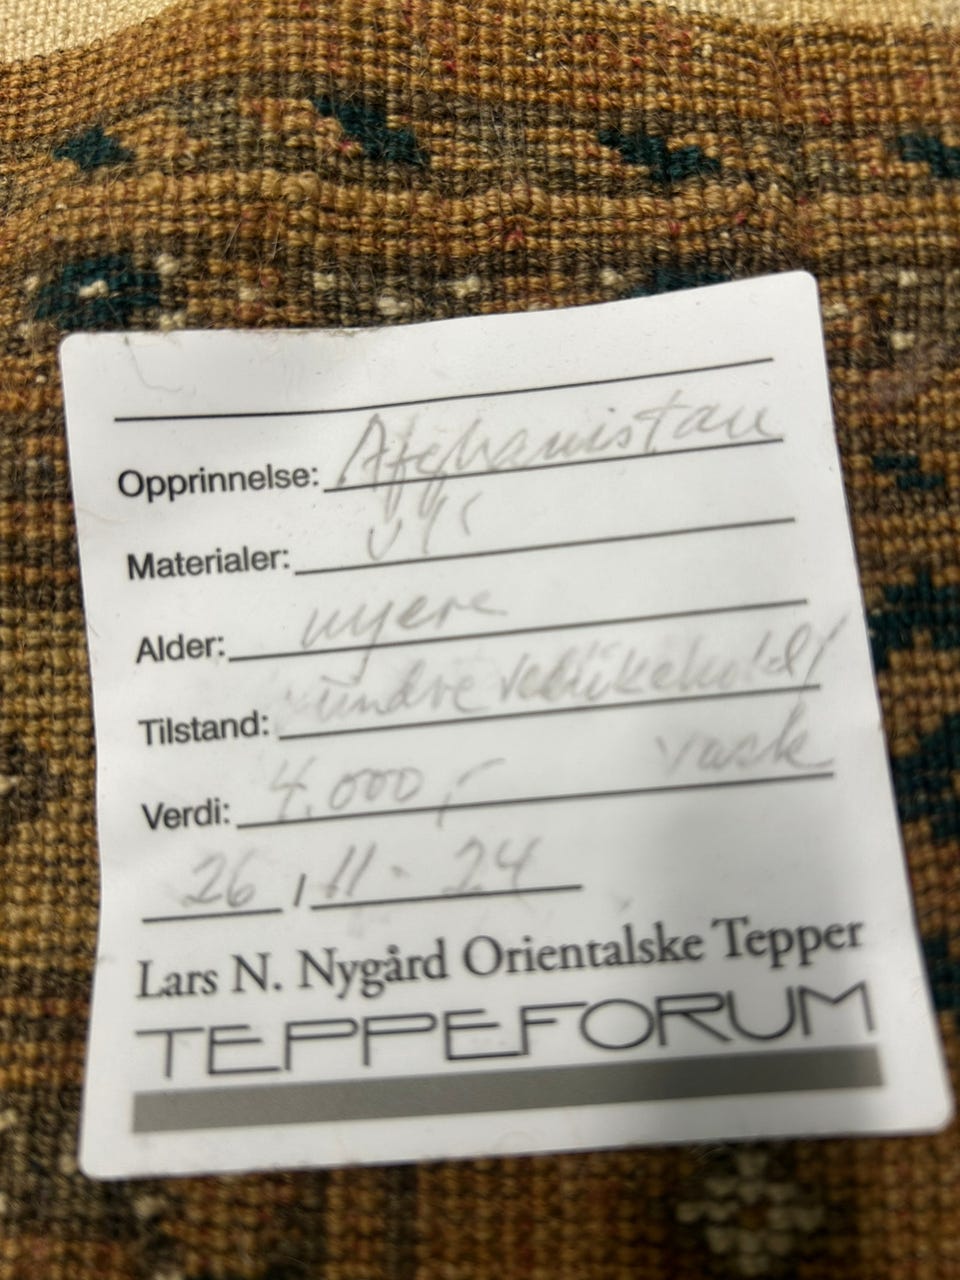 Opprinnelse: Afghanistan
Materialer: ull
Alder: nyere
Tilstand: mindre vedlikehold/
vask
Verdi: 4.000,-
26 / 11 - 24
Lars N. Nygård Orientalske Tepper
TEPPEFORUM